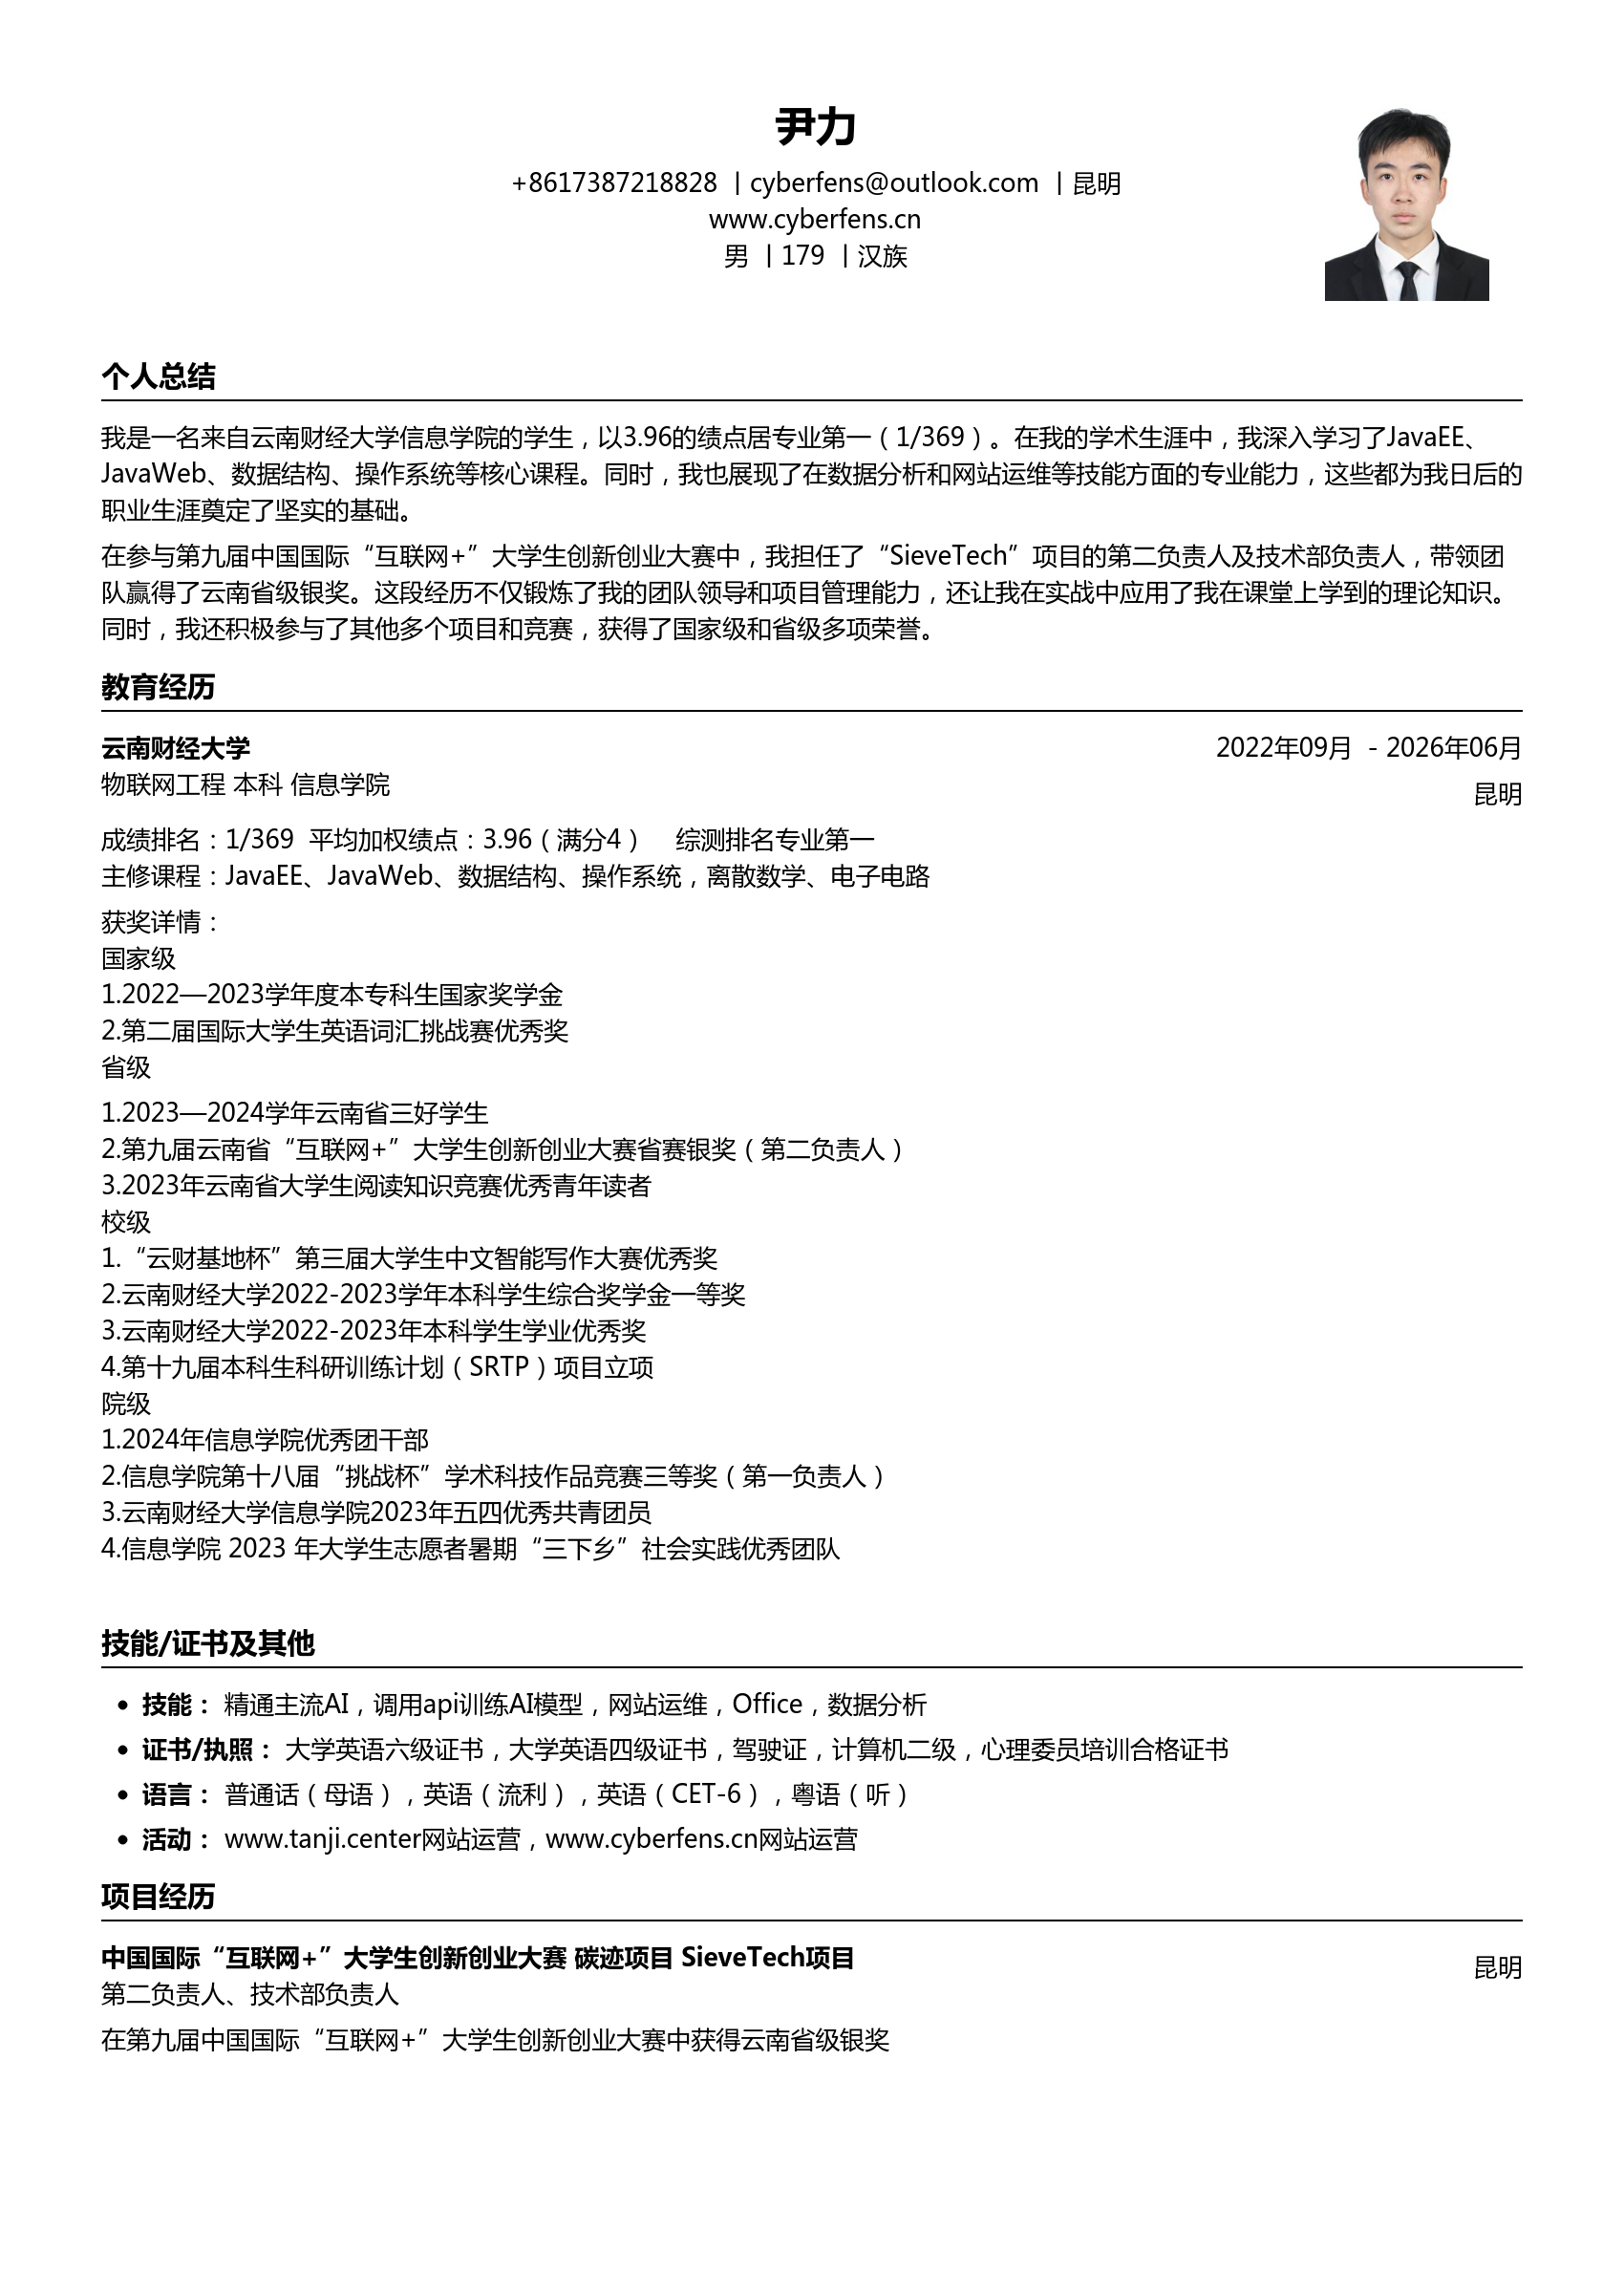 尹力
+8617387218828 | cyberfens@outlook.com | 昆明
www.cyberfens.cn
男 | 179 | 汉族
个人总结
我是一名来自云南财经大学信息学院的学生，以3.96的绩点居专业第一（1/369）。在我的学术生涯中，我深入学习了JavaEE、
JavaWeb、数据结构、操作系统等核心课程。同时，我也展现了在数据分析和网站运维等技能方面的专业能力，这些都为我日后的
职业生涯奠定了坚实的基础。
在参与第九届中国国际“互联网+”大学生创新创业大赛中，我担任了“SieveTech”项目的第二负责人及技术部负责人，带领团
队赢得了云南省级银奖。这段经历不仅锻炼了我的团队领导和项目管理能力，还让我在实战中应用了我在课堂上学到的理论知识。
同时，我还积极参与了其他多个项目和竞赛，获得了国家级和省级多项荣誉。
教育经历
云南财经大学 2022年09月 - 2026年06月
物联网工程 本科 信息学院 昆明
成绩排名：1/369 平均加权绩点：3.96（满分4） 综测排名专业第一
主修课程：JavaEE、JavaWeb、数据结构、操作系统，离散数学、电子电路
获奖详情：
国家级
1.2022—2023学年度本专科生国家奖学金
2.第二届国际大学生英语词汇挑战赛优秀奖
省级
1.2023—2024学年云南省三好学生
2.第九届云南省“互联网+”大学生创新创业大赛省赛银奖（第二负责人）
3.2023年云南省大学生阅读知识竞赛优秀青年读者
校级
1.“云财基地杯”第三届大学生中文智能写作大赛优秀奖
2.云南财经大学2022-2023学年本科学生综合奖学金一等奖
3.云南财经大学2022-2023年本科学生学业优秀奖
4.第十九届本科生科研训练计划（SRTP）项目立项
院级
1.2024年信息学院优秀团干部
2.信息学院第十八届“挑战杯”学术科技作品竞赛三等奖（第一负责人）
3.云南财经大学信息学院2023年五四优秀共青团员
4.信息学院 2023 年大学生志愿者暑期“三下乡”社会实践优秀团队
技能/证书及其他
• 技能： 精通主流AI，调用api训练AI模型，网站运维，Office，数据分析
• 证书/执照： 大学英语六级证书，大学英语四级证书，驾驶证，计算机二级，心理委员培训合格证书
• 语言： 普通话（母语），英语（流利），英语（CET-6），粤语（听）
• 活动： www.tanji.center网站运营，www.cyberfens.cn网站运营
项目经历
中国国际“互联网+”大学生创新创业大赛 碳迹项目 SieveTech项目 昆明
第二负责人、技术部负责人
在第九届中国国际“互联网+”大学生创新创业大赛中获得云南省级银奖